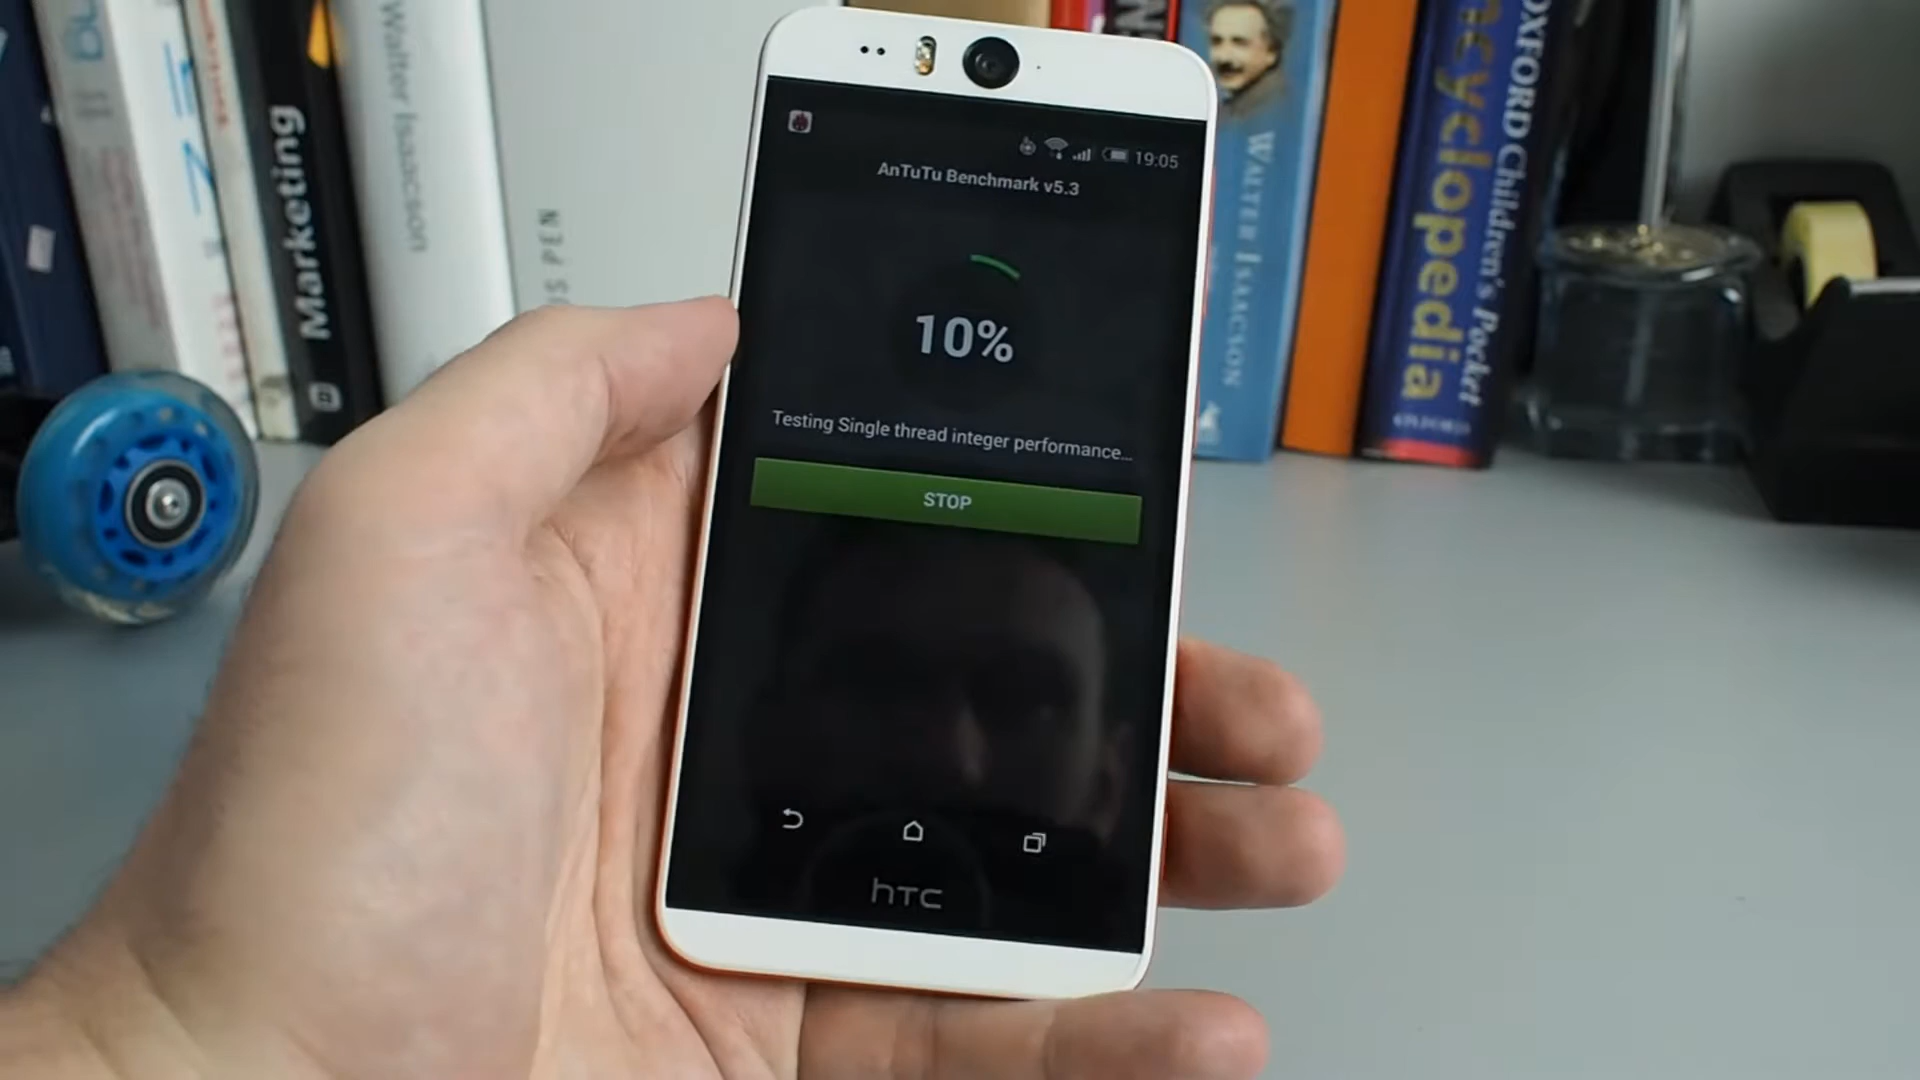 Marketing
Walter Isaacson
S PEN
19:05
AnTuTu Benchmark v5.3
10%
Testing Single thread integer performance...
STOP
hTC
WALTER ISAACSON
OXFORD Children's Pocket
Encyclopedia